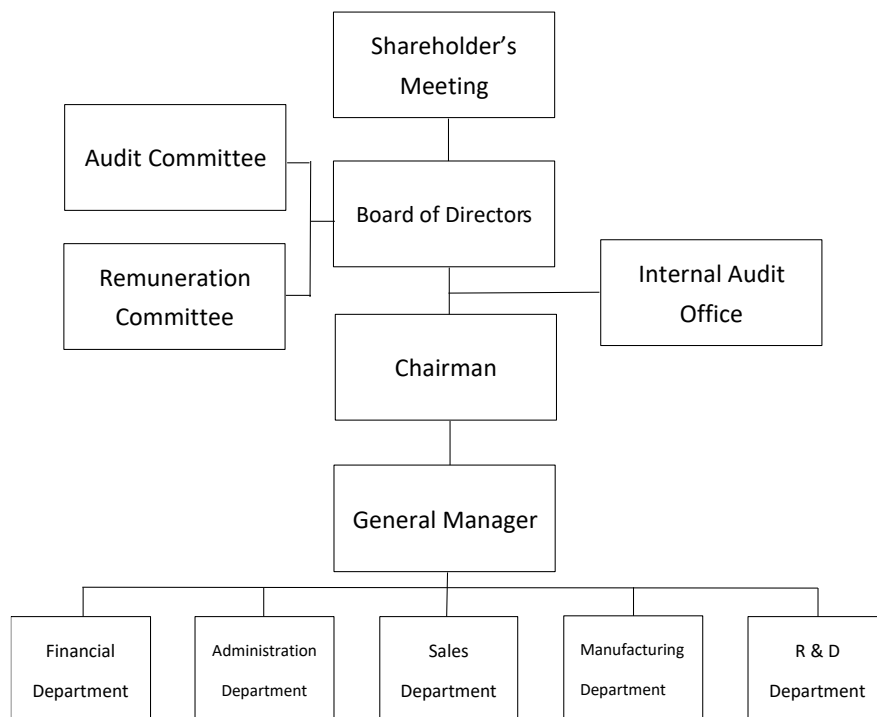 Shareholder’s
Meeting
Audit Committee
Board of Directors
Remuneration
Committee
Internal Audit
Office
Chairman
General Manager
Financial
Department
Administration
Department
Sales
Department
Manufacturing
Department
R & D
Department